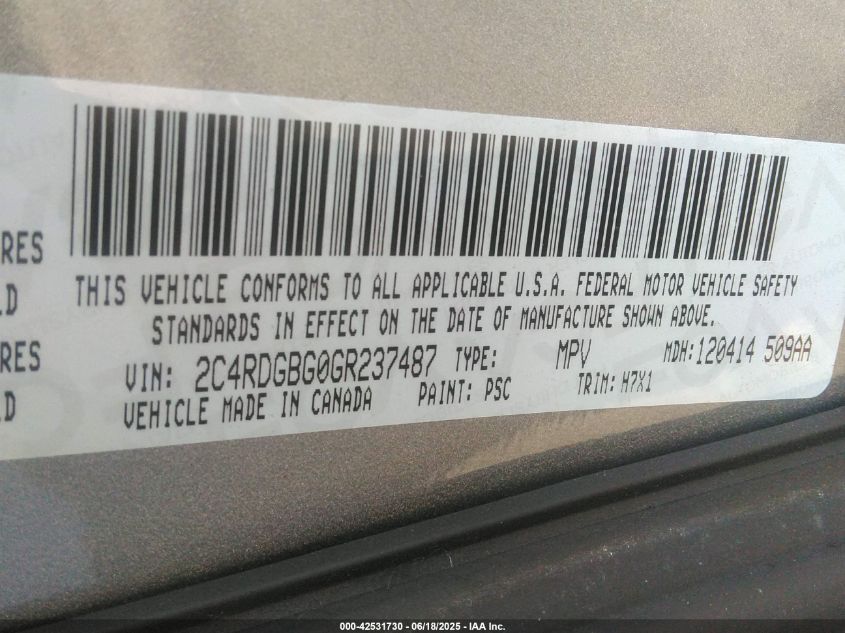 RES
LD
RES
LD
THIS VEHICLE CONFORMS TO ALL APPLICABLE U.S.A. FEDERAL MOTOR VEHICLE SAFETY
STANDARDS IN EFFECT ON THE DATE OF MANUFACTURE SHOWN ABOVE.
VIN: 2C4RDGBG0GR237487 TYPE: MPV MDH:120414 509AA
VEHICLE MADE IN CANADA PAINT: PSC TRIM: H7X1
000-42531730 - 06/18/2025 - IAA Inc.